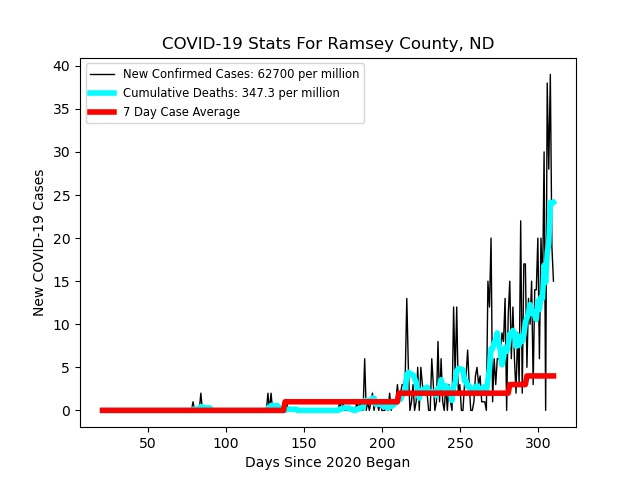 COVID-19 Stats For Ramsey County, ND
New Confirmed Cases: 62700 per million
Cumulative Deaths: 347.3 per million
7 Day Case Average
40
35
30
25
20
15
10
5
0
New COVID-19 Cases
50 100 150 200 250 300
Days Since 2020 Began